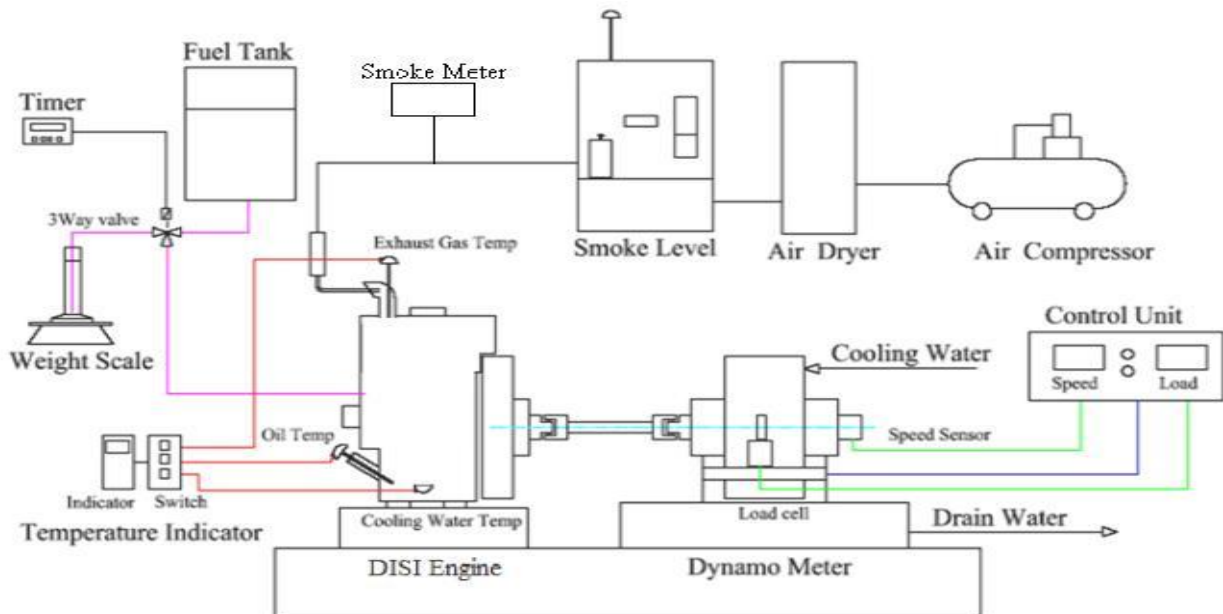 Fuel Tank
Smoke Meter
Timer
3Way valve
Exhaust Gas Temp
Smoke Level
Air Dryer
Air Compressor
Weight Scale
Control Unit
Cooling Water
Speed
Load
Oil Temp
Speed Sensor
Indicator
Switch
Temperature Indicator
Cooling Water Temp
Load cell
Drain Water
DISI Engine
Dynamo Meter